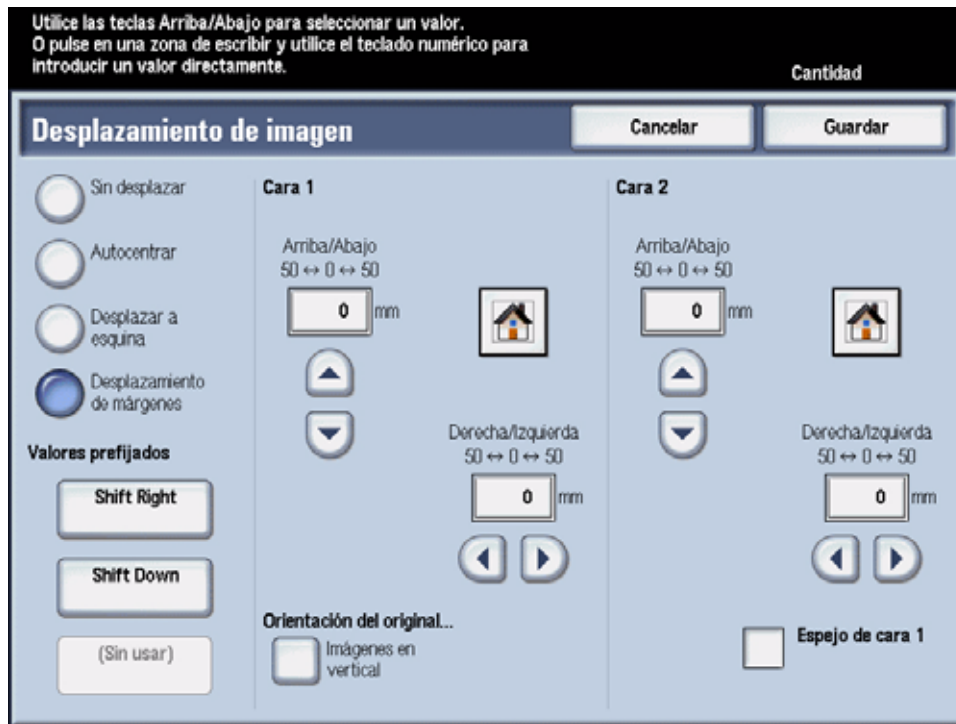 Utilice las teclas Arriba/Abajo para seleccionar un valor.
O pulse en una zona de escribir y utilice el teclado numérico para
introducir un valor directamente.
Cantidad
Desplazamiento de imagen
Cancelar
Guardar
Sin desplazar
Autocentrar
Desplazar a
esquina
Desplazamiento
de márgenes
Valores prefijados
Shift Right
Shift Down
(Sin usar)
Cara 1
Arriba/Abajo
50 ↔ 0 ↔ 50
0 mm
Derecha/Izquierda
50 ↔ 0 ↔ 50
0 mm
Orientación del original...
Imágenes en
vertical
Cara 2
Arriba/Abajo
50 ↔ 0 ↔ 50
0 mm
Derecha/Izquierda
50 ↔ 0 ↔ 50
0 mm
Espejo de cara 1